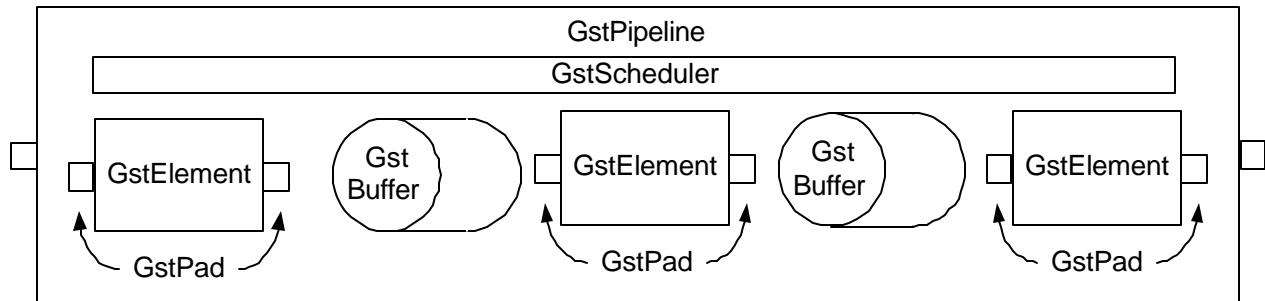 GstPipeline
GstScheduler
GstElement
Gst
Buffer
GstElement
Gst
Buffer
GstElement
GstPad
GstPad
GstPad